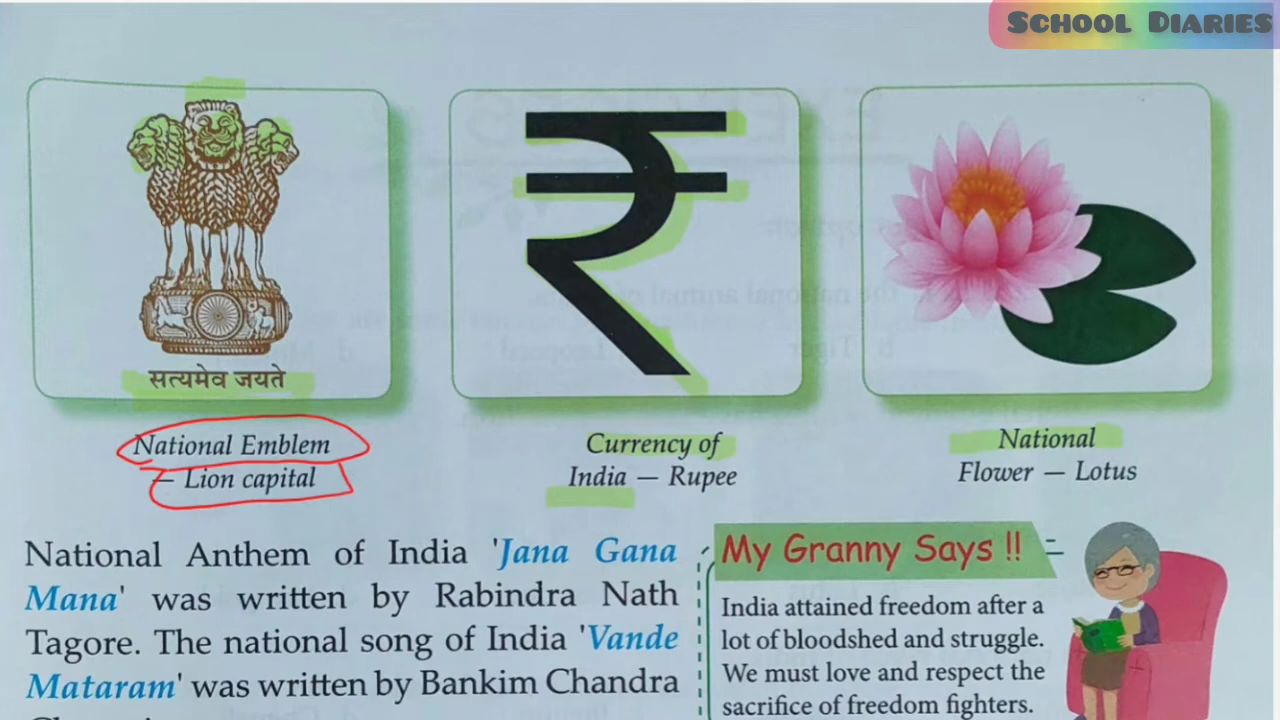 SCHOOL DIARIES
सत्यमेव जयते
National Emblem
— Lion capital
Currency of
India — Rupee
National
Flower — Lotus
National Anthem of India 'Jana Gana
Mana' was written by Rabindra Nath
Tagore. The national song of India 'Vande
Mataram' was written by Bankim Chandra
My Granny Says !!
India attained freedom after a
lot of bloodshed and struggle.
We must love and respect the
sacrifice of freedom fighters.